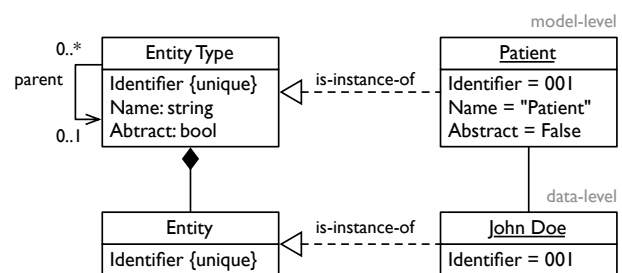 model-level
0..*
Entity Type
Patient
parent
Identifier {unique}
is-instance-of
Identifier = 001
Name: string
Name = "Patient"
0..1
Abtract: bool
Abstract = False
data-level
Entity
is-instance-of
John Doe
Identifier {unique}
Identifier = 001